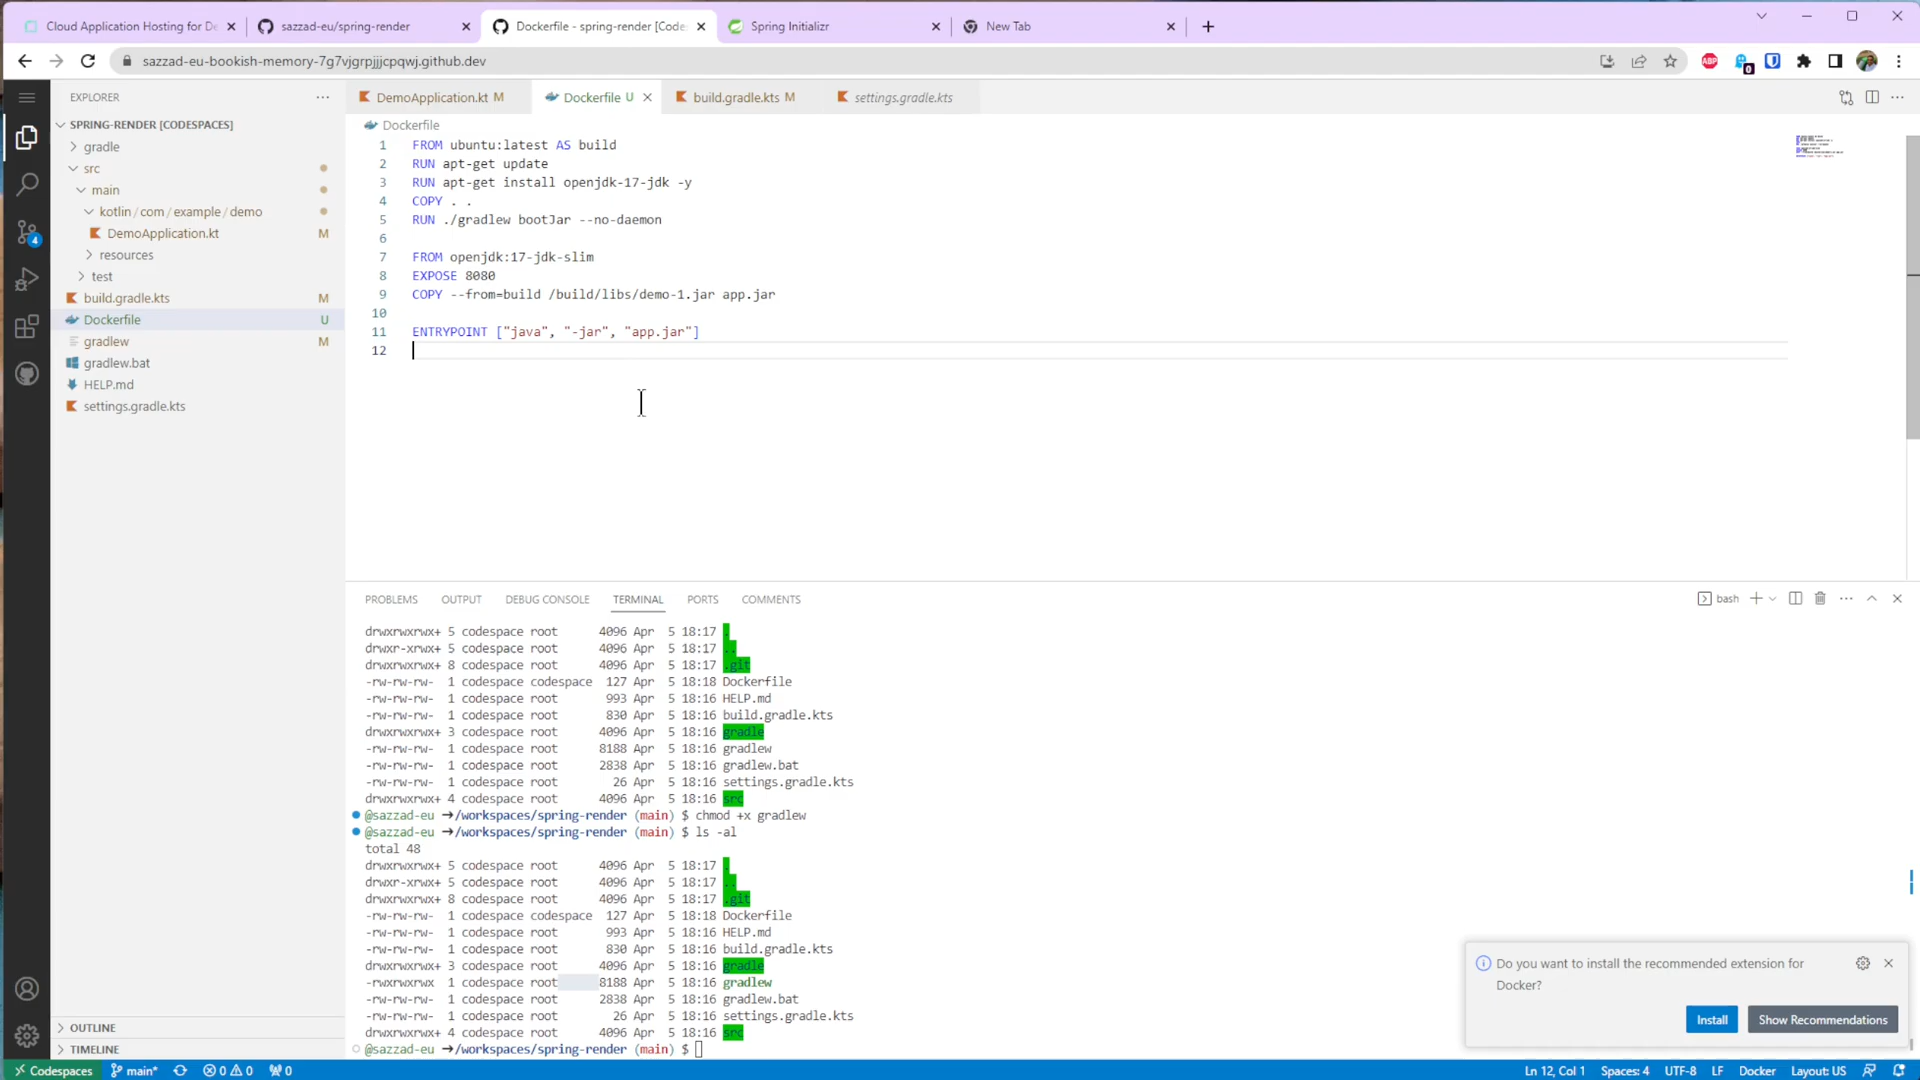 Cloud Application Hosting for De
sazzad-eu/spring-render
Dockerfile - spring-render [Codes
Spring Initializr
New Tab
sazzad-eu-bookish-memory-7g7vjgrpjjjcpqwj.github.dev
ABP
0
EXPLORER
SPRING-RENDER [CODESPACES]
gradle
src
main
kotlin / com / example / demo
DemoApplication.kt M
resources
test
build.gradle.kts M
Dockerfile U
gradlew M
gradlew.bat
HELP.md
settings.gradle.kts
OUTLINE
TIMELINE
4
DemoApplication.kt M
Dockerfile U
build.gradle.kts M
settings.gradle.kts
Dockerfile
1 FROM ubuntu:latest AS build
2 RUN apt-get update
3 RUN apt-get install openjdk-17-jdk -y
4 COPY . .
5 RUN ./gradlew bootJar --no-daemon
6
7 FROM openjdk:17-jdk-slim
8 EXPOSE 8080
9 COPY --from=build /build/libs/demo-1.jar app.jar
10
11 ENTRYPOINT ["java", "-jar", "app.jar"]
12
PROBLEMS OUTPUT DEBUG CONSOLE TERMINAL PORTS COMMENTS
bash
drwxrwxrwx+ 5 codespace root 4096 Apr 5 18:17 .
drwxr-xrwx+ 5 codespace root 4096 Apr 5 18:17 ..
drwxrwxrwx+ 8 codespace root 4096 Apr 5 18:17 .git
-rw-rw-rw- 1 codespace codespace 127 Apr 5 18:18 Dockerfile
-rw-rw-rw- 1 codespace root 993 Apr 5 18:16 HELP.md
-rw-rw-rw- 1 codespace root 830 Apr 5 18:16 build.gradle.kts
drwxrwxrwx+ 3 codespace root 4096 Apr 5 18:16 gradle
-rw-rw-rw- 1 codespace root 8188 Apr 5 18:16 gradlew
-rw-rw-rw- 1 codespace root 2838 Apr 5 18:16 gradlew.bat
-rw-rw-rw- 1 codespace root 26 Apr 5 18:16 settings.gradle.kts
drwxrwxrwx+ 4 codespace root 4096 Apr 5 18:16 src
@sazzad-eu ➜/workspaces/spring-render (main) $ chmod +x gradlew
@sazzad-eu ➜/workspaces/spring-render (main) $ ls -al
total 48
drwxrwxrwx+ 5 codespace root 4096 Apr 5 18:17 .
drwxr-xrwx+ 5 codespace root 4096 Apr 5 18:17 ..
drwxrwxrwx+ 8 codespace root 4096 Apr 5 18:17 .git
-rw-rw-rw- 1 codespace codespace 127 Apr 5 18:18 Dockerfile
-rw-rw-rw- 1 codespace root 993 Apr 5 18:16 HELP.md
-rw-rw-rw- 1 codespace root 830 Apr 5 18:16 build.gradle.kts
drwxrwxrwx+ 3 codespace root 4096 Apr 5 18:16 gradle
-rwxrwxrwx 1 codespace root 8188 Apr 5 18:16 gradlew
-rw-rw-rw- 1 codespace root 2838 Apr 5 18:16 gradlew.bat
-rw-rw-rw- 1 codespace root 26 Apr 5 18:16 settings.gradle.kts
drwxrwxrwx+ 4 codespace root 4096 Apr 5 18:16 src
@sazzad-eu ➜/workspaces/spring-render (main) $
Do you want to install the recommended extension for
Docker?
Install
Show Recommendations
Codespaces main* 0 0 0 Ln 12, Col 1 Spaces: 4 UTF-8 LF Docker Layout: US